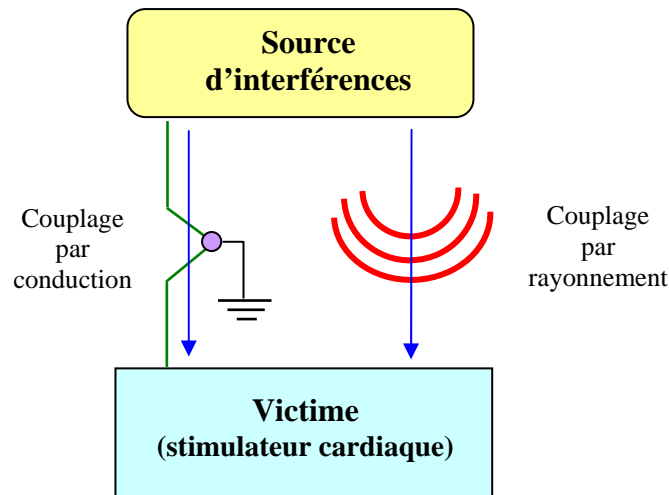 Source
d’interférences
Couplage
par
conduction
Couplage
par
rayonnement
Victime
(stimulateur cardiaque)